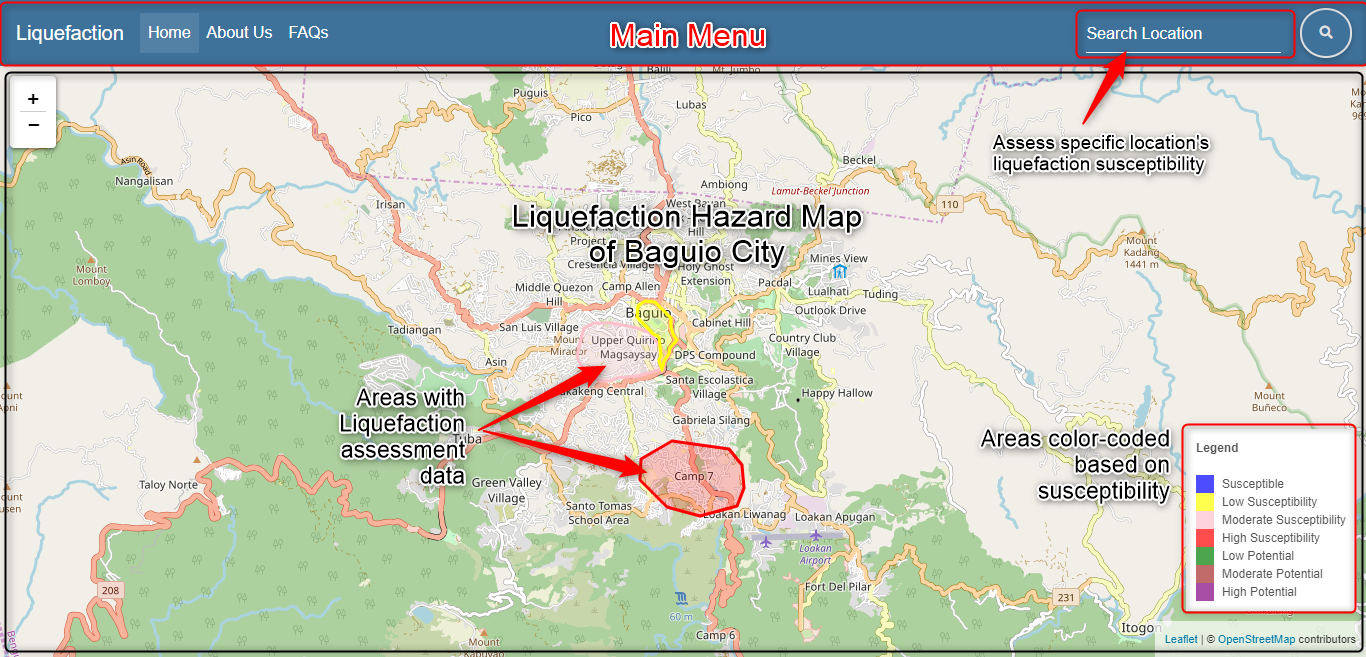 Liquefaction Home About Us FAQs Main Menu Search Location
+
−
Balili
Mt. Jumbo
Puguis
Lubas
Pico
Asin Road
Nangalisan
Assess specific location's
liquefaction susceptibility
Beckel
Ambiong
Lamut-Beckel Junction
Irisan
West Bayan
110
Liquefaction Hazard Map
of Baguio City
Project
Hill
Cresencia Village
Holy Ghost
Extension
Mines View
Mount
Kadang
1441 m
Mount
Lomboy
Middle Quezon
Hill
Camp Allen
Pacdal
Lualhati
Tuding
Outlook Drive
Baguio
Cabinet Hill
Tadiangan
San Luis Village
Country Club
Village
Mount
Mirador
Upper Quirino
Magsaysay
DPS Compound
Asin
Santa Escolastica
Village
Happy Hallow
Bakakeng Central
Mount
Buñeco
Areas with
Liquefaction
assessment
data
Gabriela Silang
Tuba
Areas color-coded
based on
susceptibility
Camp 7
Taloy Norte
Green Valley
Village
Santo Tomas
School Area
Loakan Liwanag
Loakan Apugan
Loakan
Airport
Fort Del Pilar
208
231
60 m
Camp 6
Itogon
Mount
Kabuyao
Legend
Susceptible
Low Susceptibility
Moderate Susceptibility
High Susceptibility
Low Potential
Moderate Potential
High Potential
Leaflet | © OpenStreetMap contributors